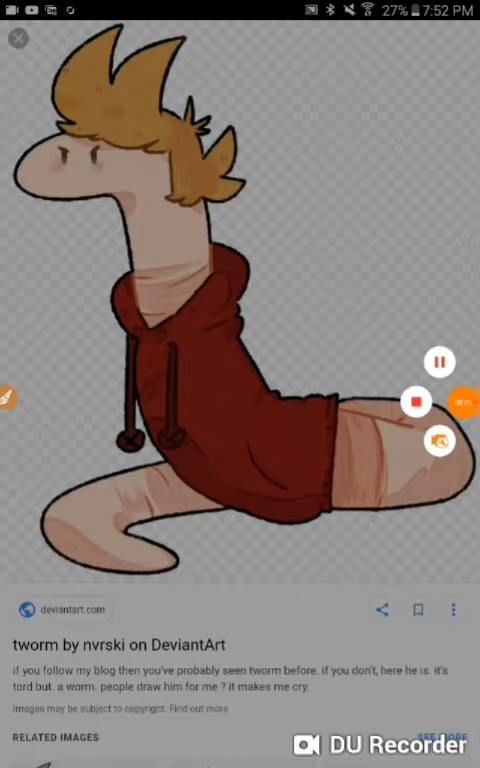 27% 7:52 PM
deviantart.com
tworm by nvrski on DeviantArt
if you follow my blog then you've probably seen tworm before. if you don't, here he is. it's
tord but. a worm. people draw him for me ? it makes me cry.
Images may be subject to copyright. Find out more
RELATED IMAGES
SEE MORE
DU Recorder